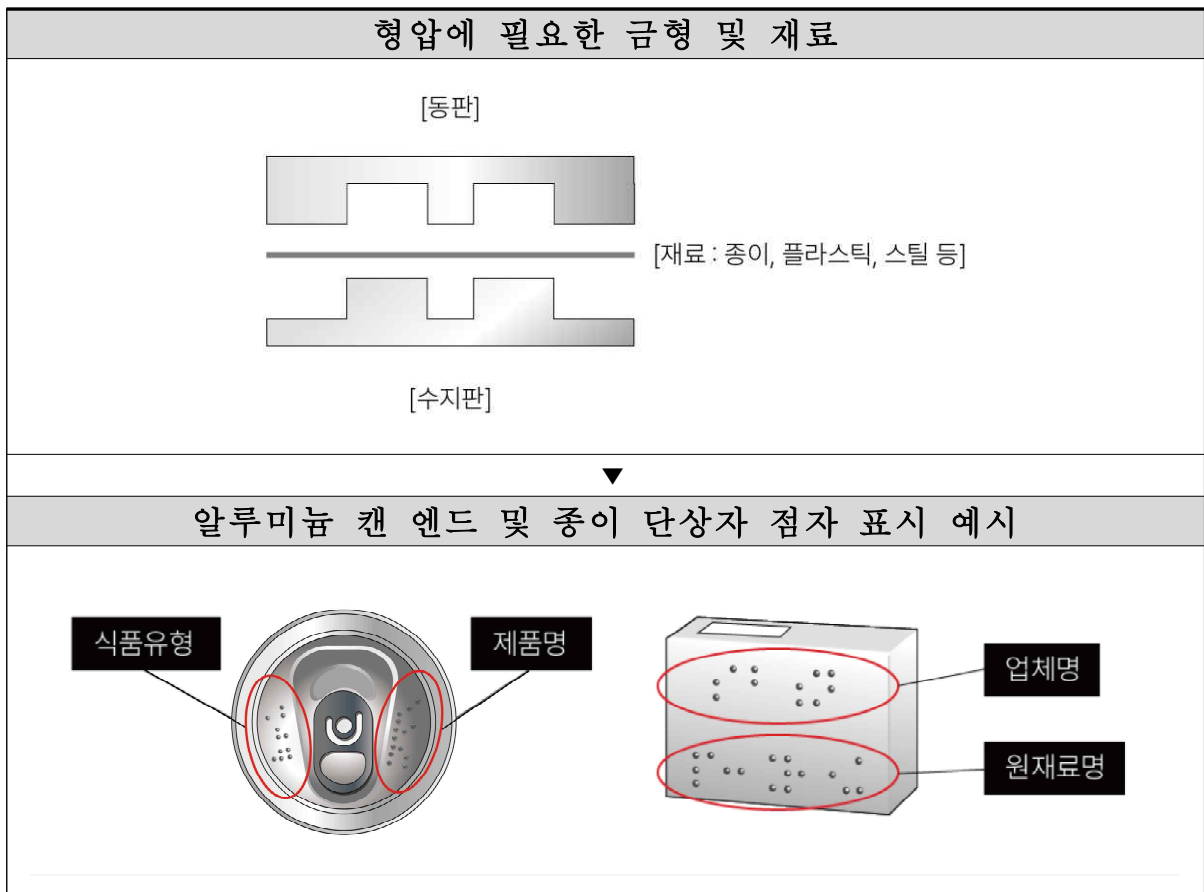 형압에 필요한 금형 및 재료
[동판]
[재료 : 종이, 플라스틱, 스틸 등]
[수지판]
▼
알루미늄 캔 엔드 및 종이 단상자 점자 표시 예시
식품유형
제품명
업체명
원재료명